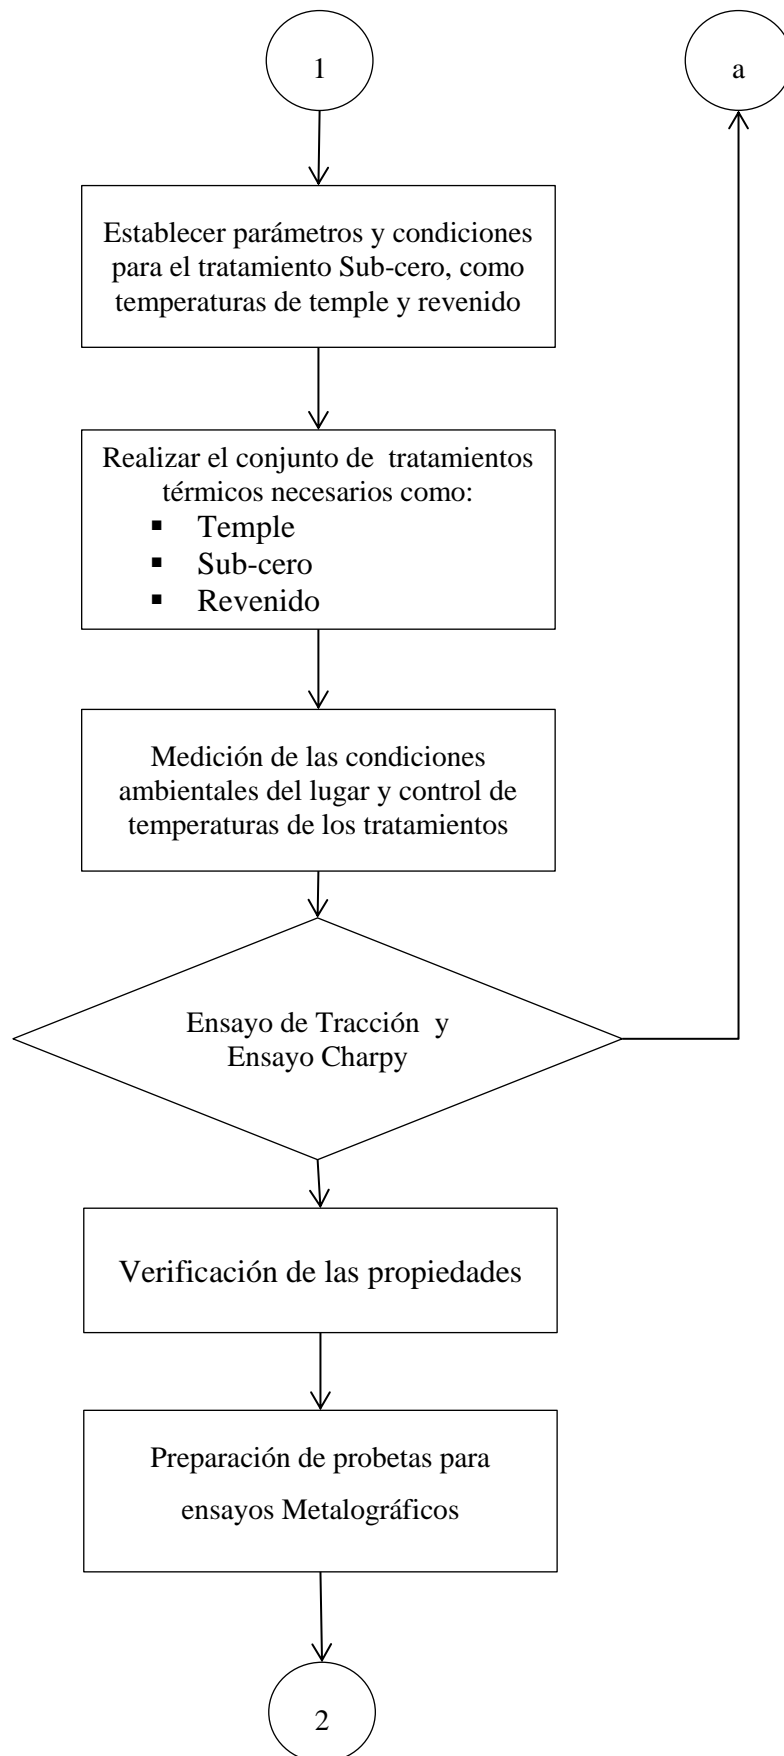 1
a
Establecer parámetros y condiciones
para el tratamiento Sub-cero, como
temperaturas de temple y revenido
Realizar el conjunto de tratamientos
térmicos necesarios como:
▪ Temple
▪ Sub-cero
▪ Revenido
Medición de las condiciones
ambientales del lugar y control de
temperaturas de los tratamientos
Ensayo de Tracción y
Ensayo Charpy
Verificación de las propiedades
Preparación de probetas para
ensayos Metalográficos
2